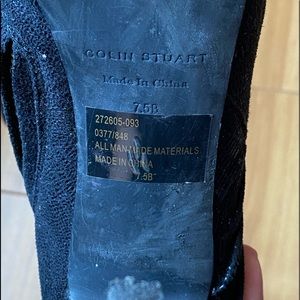 COLIN STUART
Made In China
7.5B
272605-093
0377/848
ALL MAN-MADE MATERIALS
MADE IN CHINA
7.5B"